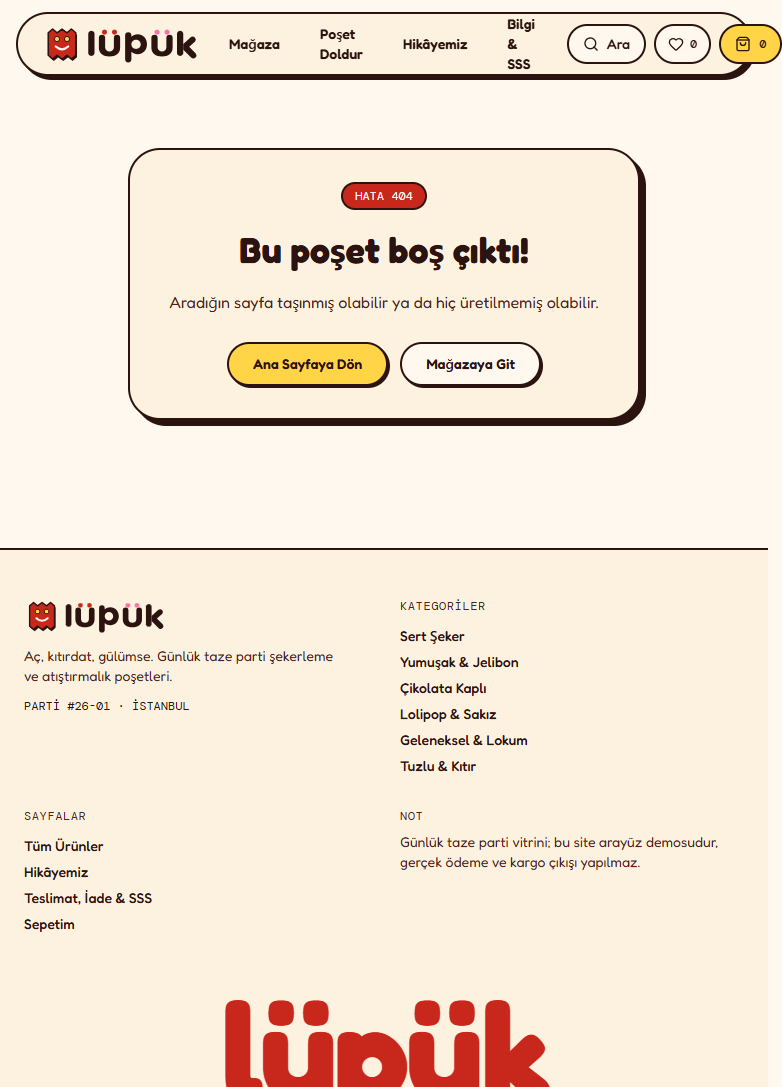 lüpük
Mağaza
Poşet
Doldur
Hikâyemiz
Bilgi
&
SSS
Ara
0
0
HATA 404
Bu poşet boş çıktı!
Aradığın sayfa taşınmış olabilir ya da hiç üretilmemiş olabilir.
Ana Sayfaya Dön
Mağazaya Git
lüpük
Aç, kıtırdat, gülümse. Günlük taze parti şekerleme
ve atıştırmalık poşetleri.
PARTİ #26-01 · İSTANBUL
KATEGORİLER
Sert Şeker
Yumuşak & Jelibon
Çikolata Kaplı
Lolipop & Sakız
Geleneksel & Lokum
Tuzlu & Kıtır
SAYFALAR
Tüm Ürünler
Hikâyemiz
Teslimat, İade & SSS
Sepetim
NOT
Günlük taze parti vitrini; bu site arayüz demosudur,
gerçek ödeme ve kargo çıkışı yapılmaz.
lüpük